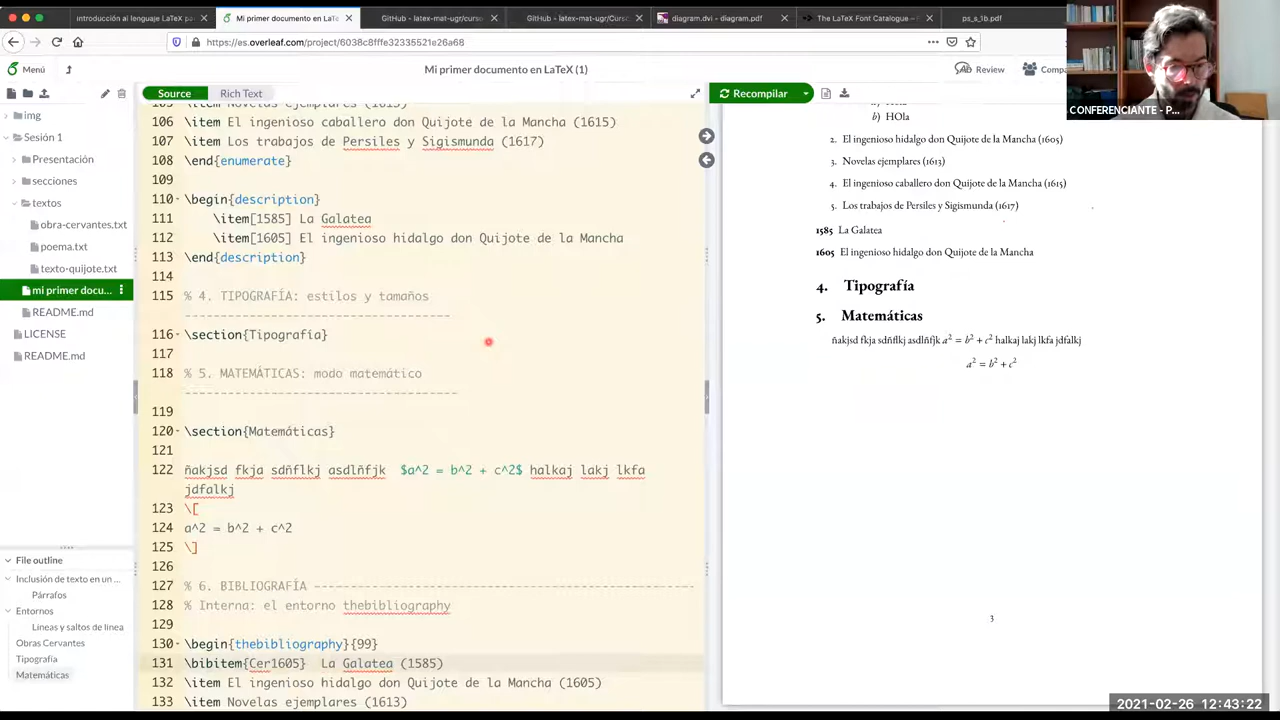 introducción al lenguaje LaTeX pa
Mi primer documento en LaTe
GitHub - latex-mat-ugr/curso
GitHub - latex-mat-ugr/Curs
diagram.dvi - diagram.pdf
The LaTeX Font Catalogue –
ps_s_1b.pdf
https://es.overleaf.com/project/6038c8fffe32335521e26a68
Menú
Mi primer documento en LaTeX (1)
Review
Source
Rich Text
Recompilar
CONFERENCIANTE - P...
img
Sesión 1
Presentación
secciones
textos
obra-cervantes.txt
poema.txt
texto-quijote.txt
mi primer docu...
README.md
LICENSE
README.md
File outline
Inclusión de texto en un ...
Párrafos
Entornos
Líneas y saltos de línea
Obras Cervantes
Tipografía
Matemáticas
105 \item Novelas ejemplares (1613)
106 \item El ingenioso caballero don Quijote de la Mancha (1615)
107 \item Los trabajos de Persiles y Sigismunda (1617)
108 \end{enumerate}
109
110 \begin{description}
111 \item[1585] La Galatea
112 \item[1605] El ingenioso hidalgo don Quijote de la Mancha
113 \end{description}
114
115 % 4. TIPOGRAFÍA: estilos y tamaños
-------------------------------------
116 \section{Tipografía}
117
118 % 5. MATEMÁTICAS: modo matemático
--------------------------------------
119
120 \section{Matemáticas}
121
122 ñakjsd fkja sdñflkj asdlñfjk $a^2 = b^2 + c^2$ halkaj lakj lkfa
jdfalkj
123 \[
124 a^2 = b^2 + c^2
125 \]
126
127 % 6. BIBLIOGRAFÍA -----------------------------------------------------
128 % Interna: el entorno thebibliography
129
130 \begin{thebibliography}{99}
131 \bibitem{Cer1605} La Galatea (1585)
132 \item El ingenioso hidalgo don Quijote de la Mancha (1605)
133 \item Novelas ejemplares (1613)
b) HOla
2. El ingenioso hidalgo don Quijote de la Mancha (1605)
3. Novelas ejemplares (1613)
4. El ingenioso caballero don Quijote de la Mancha (1615)
5. Los trabajos de Persiles y Sigismunda (1617)
1585 La Galatea
1605 El ingenioso hidalgo don Quijote de la Mancha
4. Tipografía
5. Matemáticas
ñakjsd fkja sdñflkj asdlñfjk a² = b² + c² halkaj lakj lkfa jdfalkj
a² = b² + c²
3
2021-02-26 12:43:22